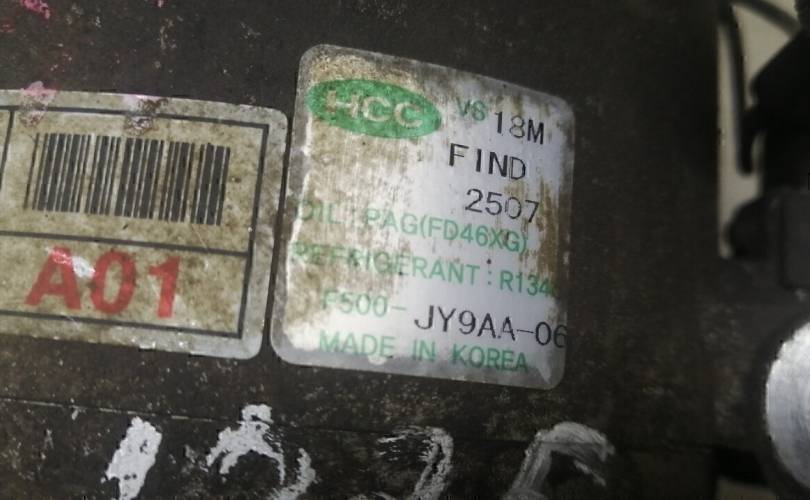 A01
HCC VS 18M
FIND
2507
OIL : PAG(FD46XG)
REFRIGERANT : R134
F500-JY9AA-06
MADE IN KOREA